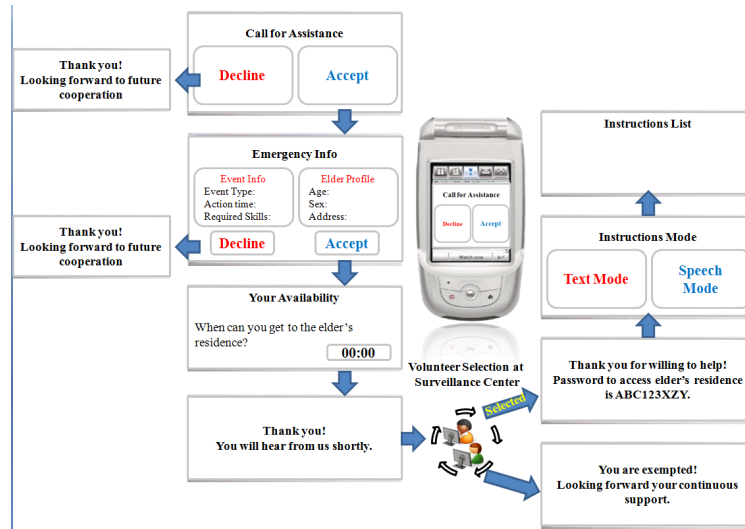 Call for Assistance
Decline
Accept
Thank you!
Looking forward to future
cooperation
Emergency Info
Event Info
Event Type:
Action time:
Required Skills:
Elder Profile
Age:
Sex:
Address:
Decline
Accept
Thank you!
Looking forward to future
cooperation
Your Availability
When can you get to the elder's
residence?
00:00
Thank you!
You will hear from us shortly.
Call for Assistance
Decline
Accept
Volunteer Selection at
Surveillance Center
Selected
Instructions List
Instructions Mode
Text Mode
Speech
Mode
Thank you for willing to help!
Password to access elder's residence
is ABC123XZY.
You are exempted!
Looking forward your continuous
support.